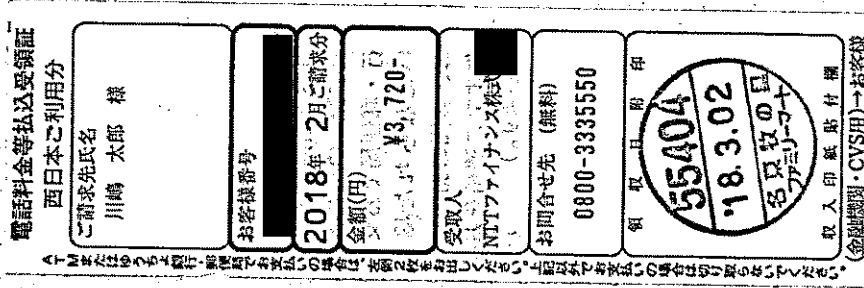 電話料金等払込受領証
西日本ご利用分
ご請求先氏名
川嶋 太郎 様
お客様番号
2018年 2月ご請求分
金額(円)
¥3,720-
受取人
NTTファイナンス株式
お問合せ先 (無料)
0800-3335550
領収日附印
55404
'18.3.02
ファミリーマート
収入印紙貼付欄
(金融機関・CVS用)→お客様
ATMまたはゆうちょ銀行・郵便局でお支払いの場合は、左側2枚をお出しください。上記以外でお支払いの場合は切り取らないでください。